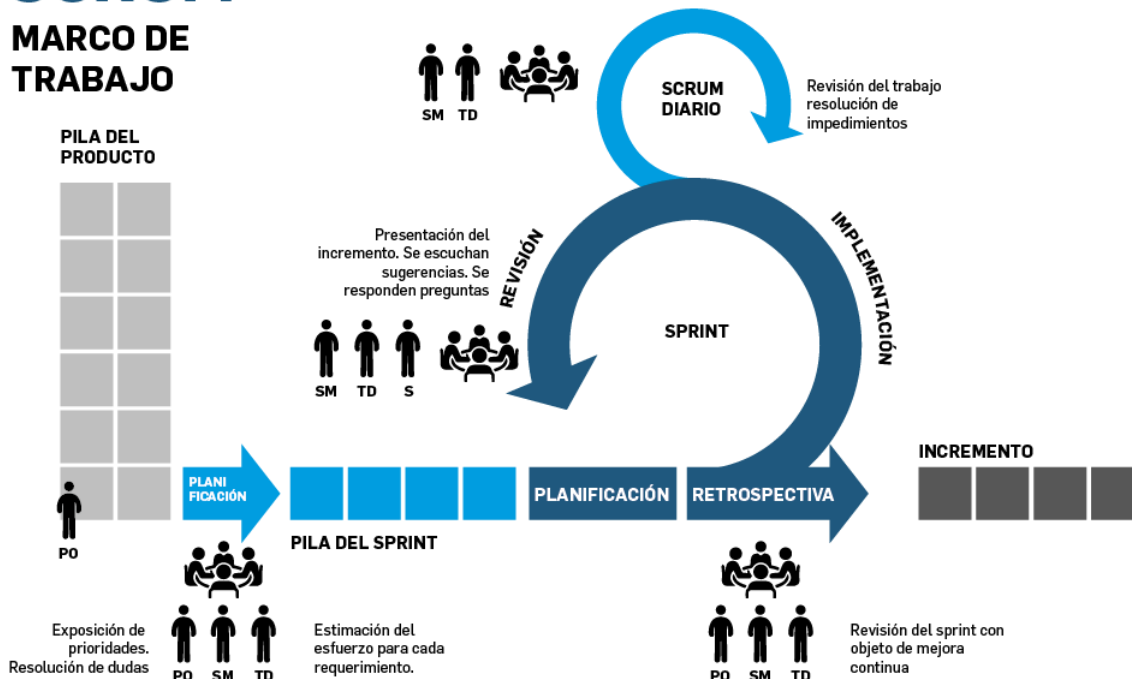 MARCO DE
TRABAJO
SM TD
SCRUM
DIARIO
Revisión del trabajo
resolución de
impedimientos
PILA DEL
PRODUCTO
Presentación del
incremento. Se escuchan
sugerencias. Se
responden preguntas
REVISIÓN
IMPLEMENTACIÓN
SPRINT
SM TD S
INCREMENTO
PLANI
FICACIÓN
PLANIFICACIÓN
RETROSPECTIVA
PO
PILA DEL SPRINT
Exposición de
prioridades.
Resolución de dudas
PO SM TD
Estimación del
esfuerzo para cada
requerimiento.
PO SM TD
Revisión del sprint con
objeto de mejora
continua